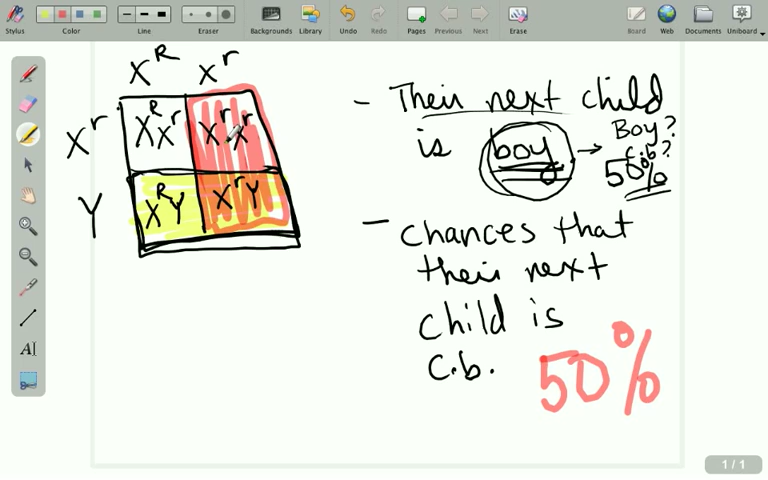 Stylus
Color
Line
Eraser
Backgrounds
Library
Undo
Redo
Pages
Previous
Next
Erase
Board
Web
Documents
Uniboard
X^R X^r
X^r X^R X^r X^r X^r
Y X^R Y X^r Y
- Their next child
is boy → Boy?
c.b?
50%
- Chances that
their next
child is
c.b.
50%
AI
1 / 1